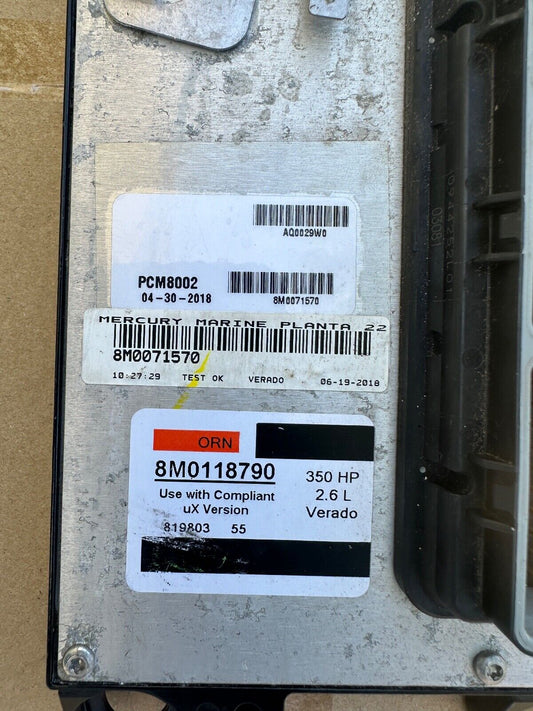 AQ0029W0
PCM8002
04-30-2018
8M0071570
MERCURY MARINE PLANTA 22
8M0071570
10:27:29 TEST OK VERADO 06-19-2018
ORN
8M0118790
350 HP
Use with Compliant
2.6 L
uX Version
Verado
819803 55
03081